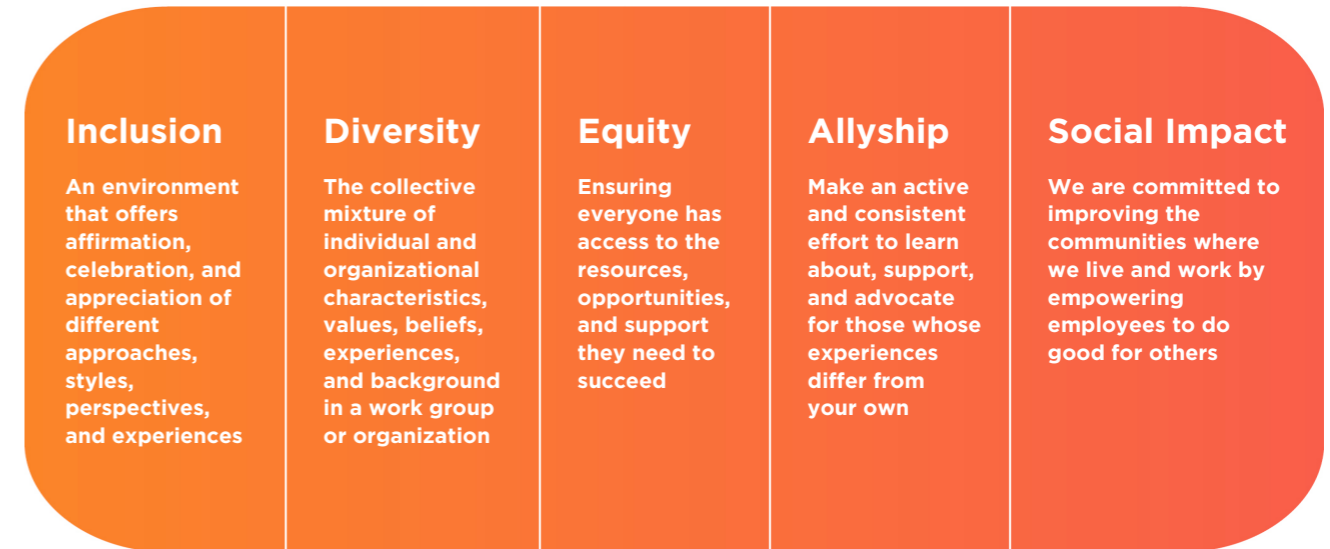 Inclusion
An environment
that offers
affirmation,
celebration, and
appreciation of
different
approaches,
styles,
perspectives,
and experiences
Diversity
The collective
mixture of
individual and
organizational
characteristics,
values, beliefs,
experiences,
and background
in a work group
or organization
Equity
Ensuring
everyone has
access to the
resources,
opportunities,
and support
they need to
succeed
Allyship
Make an active
and consistent
effort to learn
about, support,
and advocate
for those whose
experiences
differ from
your own
Social Impact
We are committed to
improving the
communities where
we live and work by
empowering
employees to do
good for others